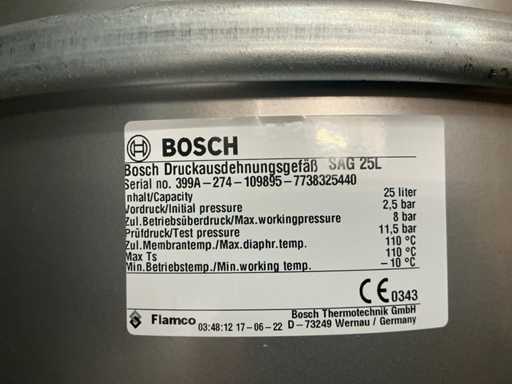 BOSCH
Bosch Druckausdehnungsgefäß SAG 25L
Serial no. 399A-274-109895-7738325440
Inhalt/Capacity 25 liter
Vordruck/Initial pressure 2,5 bar
Zul.Betriebsüberdruck/Max.workingpressure 8 bar
Prüfdruck/Test pressure 11,5 bar
Zul.Membrantemp./Max.diaphr.temp. 110 °C
Max Ts 110 °C
Min.Betriebstemp./Min.working temp. -10 °C
CE 0343
Flamco 03:48:12 17-06-22
Bosch Thermotechnik GmbH
D-73249 Wernau / Germany